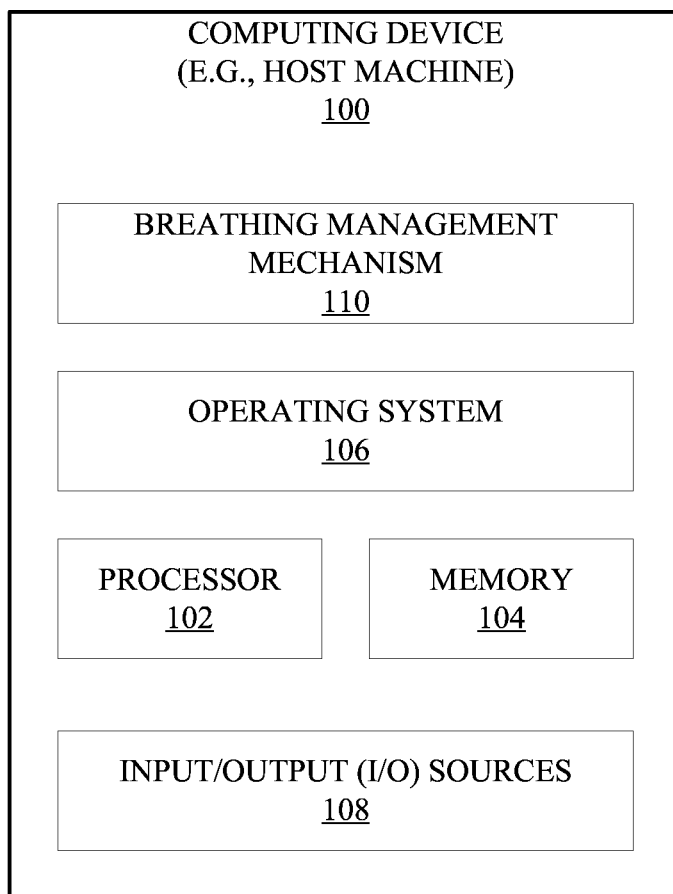 COMPUTING DEVICE
(E.G., HOST MACHINE)
100
BREATHING MANAGEMENT
MECHANISM
110
OPERATING SYSTEM
106
PROCESSOR
102
MEMORY
104
INPUT/OUTPUT (I/O) SOURCES
108